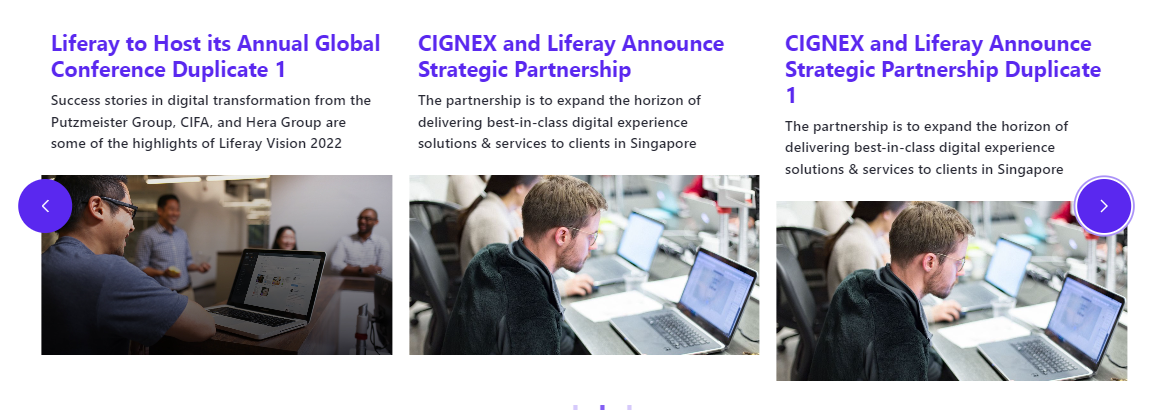 Liferay to Host its Annual Global
Conference Duplicate 1
Success stories in digital transformation from the
Putzmeister Group, CIFA, and Hera Group are
some of the highlights of Liferay Vision 2022
CIGNEX and Liferay Announce
Strategic Partnership
The partnership is to expand the horizon of
delivering best-in-class digital experience
solutions & services to clients in Singapore
CIGNEX and Liferay Announce
Strategic Partnership Duplicate
1
The partnership is to expand the horizon of
delivering best-in-class digital experience
solutions & services to clients in Singapore